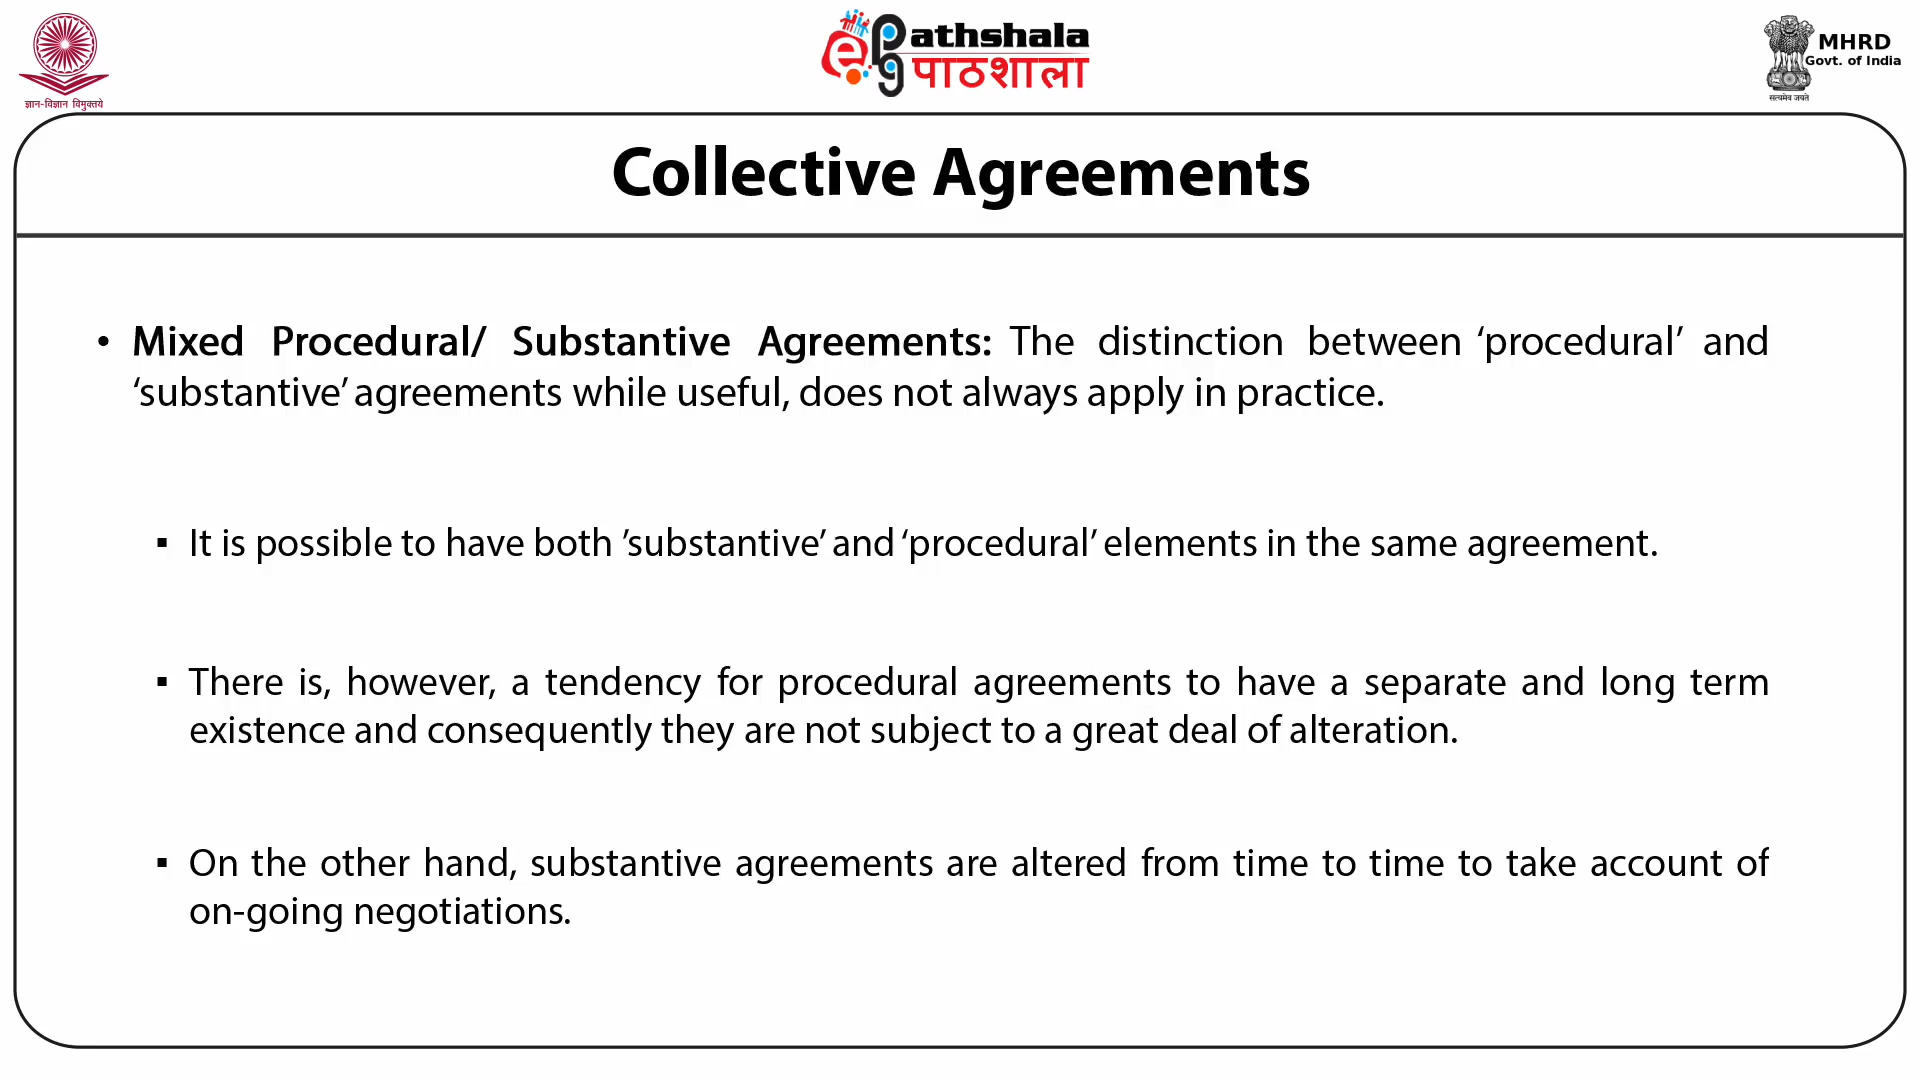 ज्ञान-विज्ञान विमुक्तये
e Pg athshala
पाठशाला
MHRD
Govt. of India
सत्यमेव जयते
Collective Agreements
• Mixed Procedural/ Substantive Agreements: The distinction between ‘procedural’ and
‘substantive’ agreements while useful, does not always apply in practice.
▪ It is possible to have both ’substantive’ and ‘procedural’ elements in the same agreement.
▪ There is, however, a tendency for procedural agreements to have a separate and long term
existence and consequently they are not subject to a great deal of alteration.
▪ On the other hand, substantive agreements are altered from time to time to take account of
on-going negotiations.